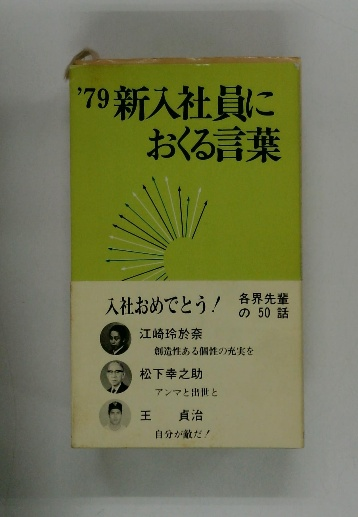 '79 新入社員に
おくる言葉
入社おめでとう!
各界先輩
の 50 話
江崎玲於奈
創造性ある個性の充実を
松下幸之助
アンマと出世と
王 貞治
自分が敵だ!